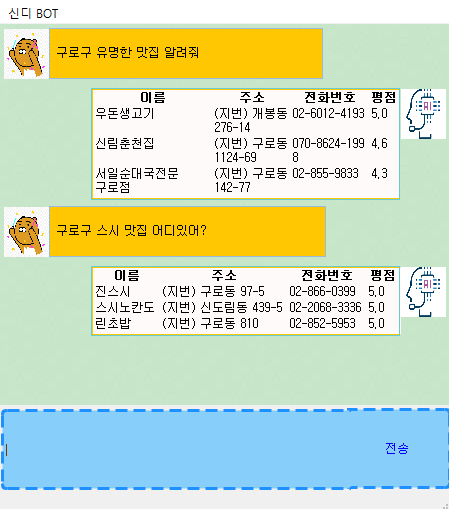 신디 BOT
구로구 유명한 맛집 알려줘
이름 주소 전화번호 평점
우돈생고기 (지번) 개봉동 02-6012-4193 5.0
276-14
신림춘천집 (지번) 구로동 070-8624-199 4.6
1124-69 8
서일순대국전문 (지번) 구로동 02-855-9833 4.3
구로점 142-77
AI
구로구 스시 맛집 어디있어?
이름 주소 전화번호 평점
진스시 (지번) 구로동 97-5 02-866-0399 5.0
스시노칸도 (지번) 신도림동 439-5 02-2068-3336 5.0
린초밥 (지번) 구로동 810 02-852-5953 5.0
AI
전송